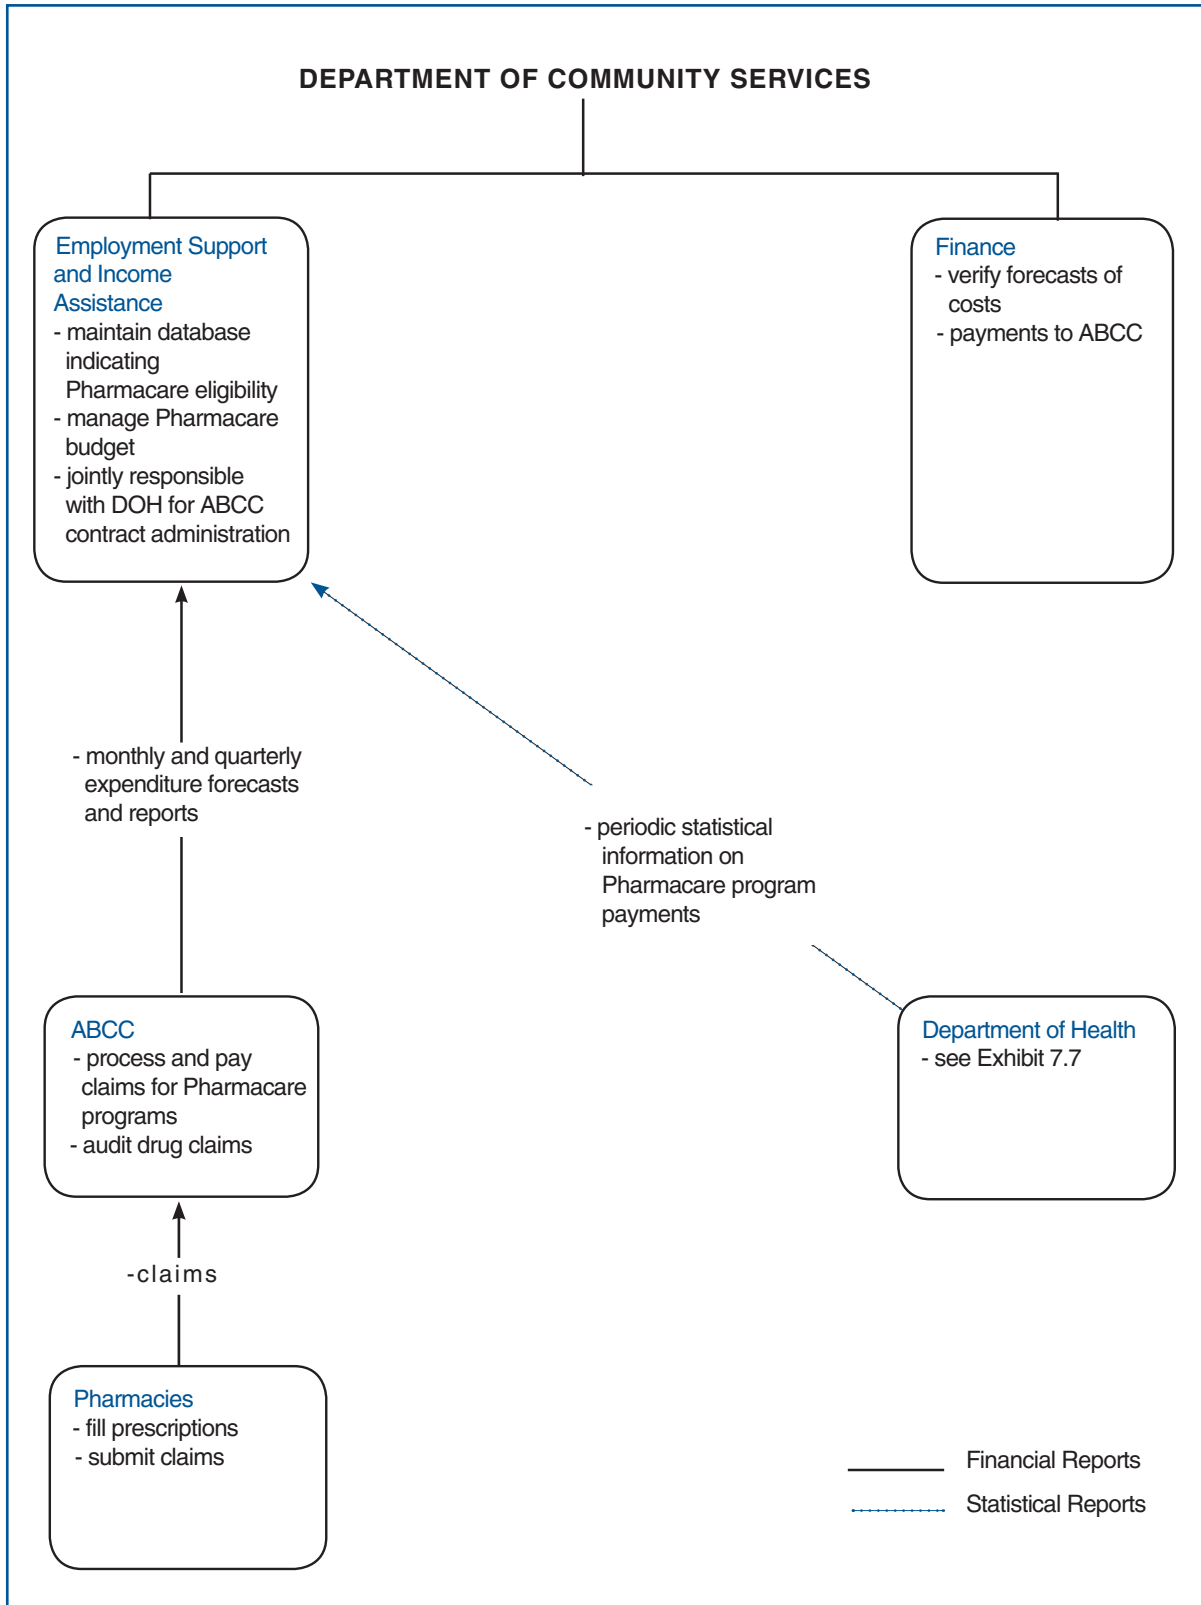 DEPARTMENT OF COMMUNITY SERVICES
Employment Support
and Income
Assistance
- maintain database
indicating
Pharmacare eligibility
- manage Pharmacare
budget
- jointly responsible
with DOH for ABCC
contract administration
Finance
- verify forecasts of
costs
- payments to ABCC
- monthly and quarterly
expenditure forecasts
and reports
- periodic statistical
information on
Pharmacare program
payments
ABCC
- process and pay
claims for Pharmacare
programs
- audit drug claims
Department of Health
- see Exhibit 7.7
-claims
Pharmacies
- fill prescriptions
- submit claims
Financial Reports
Statistical Reports